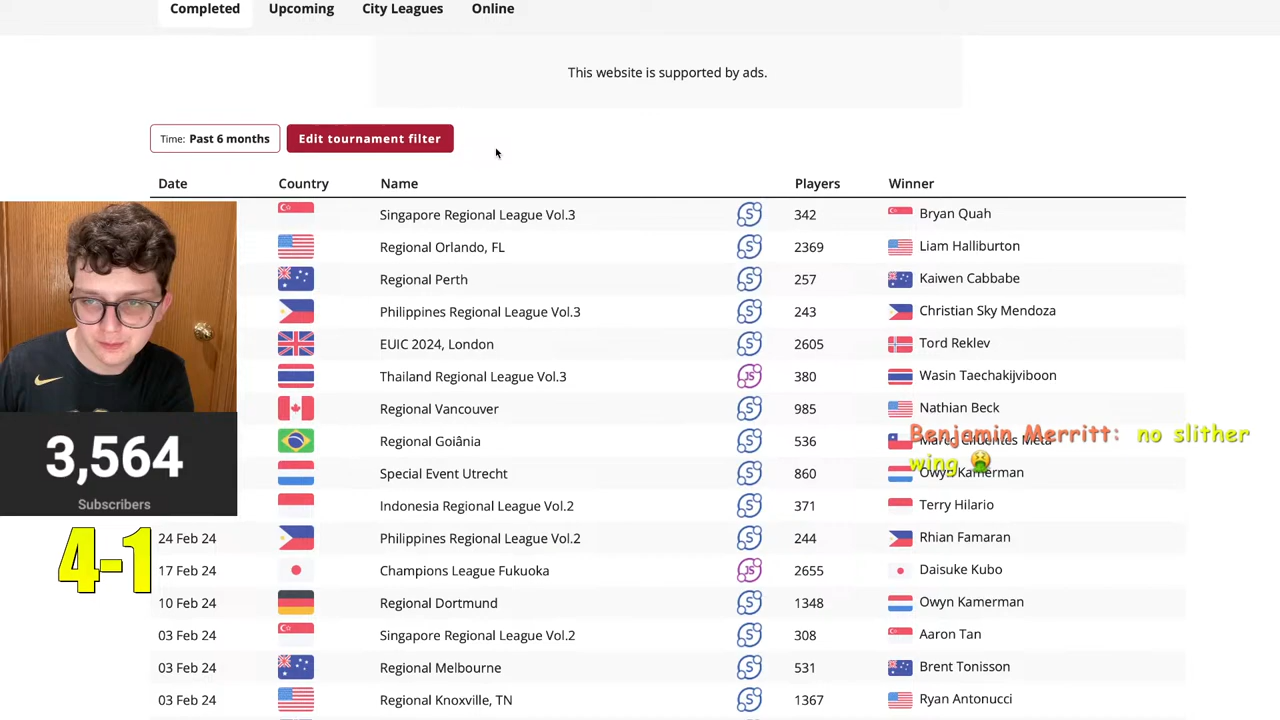 Completed Upcoming City Leagues Online
This website is supported by ads.
Time: Past 6 months Edit tournament filter
Date Country Name Players Winner
Singapore Regional League Vol.3 S 342 Bryan Quah
Regional Orlando, FL S 2369 Liam Halliburton
Regional Perth S 257 Kaiwen Cabbabe
Philippines Regional League Vol.3 S 243 Christian Sky Mendoza
EUIC 2024, London S 2605 Tord Reklev
Thailand Regional League Vol.3 JS 380 Wasin Taechakijviboon
Regional Vancouver S 985 Nathian Beck
Regional Goiânia S 536 Marco Cifuentes Meta
Benjamin Merritt: no slither
wing 🤮
Special Event Utrecht S 860 Owyn Kamerman
Indonesia Regional League Vol.2 S 371 Terry Hilario
24 Feb 24 Philippines Regional League Vol.2 S 244 Rhian Famaran
17 Feb 24 Champions League Fukuoka JS 2655 Daisuke Kubo
10 Feb 24 Regional Dortmund S 1348 Owyn Kamerman
03 Feb 24 Singapore Regional League Vol.2 S 308 Aaron Tan
03 Feb 24 Regional Melbourne S 531 Brent Tonisson
03 Feb 24 Regional Knoxville, TN S 1367 Ryan Antonucci
3,564
Subscribers
4-1